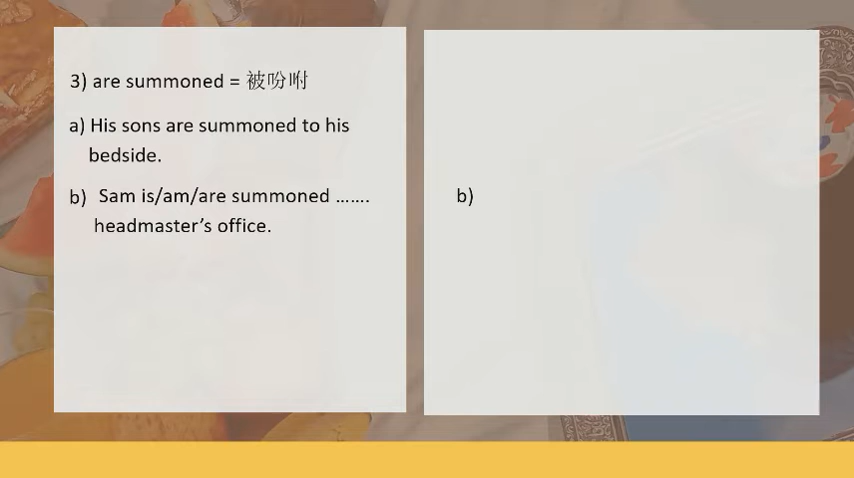 3) are summoned = 被吩咐
a) His sons are summoned to his
bedside.
b) Sam is/am/are summoned .......
headmaster’s office.
b)